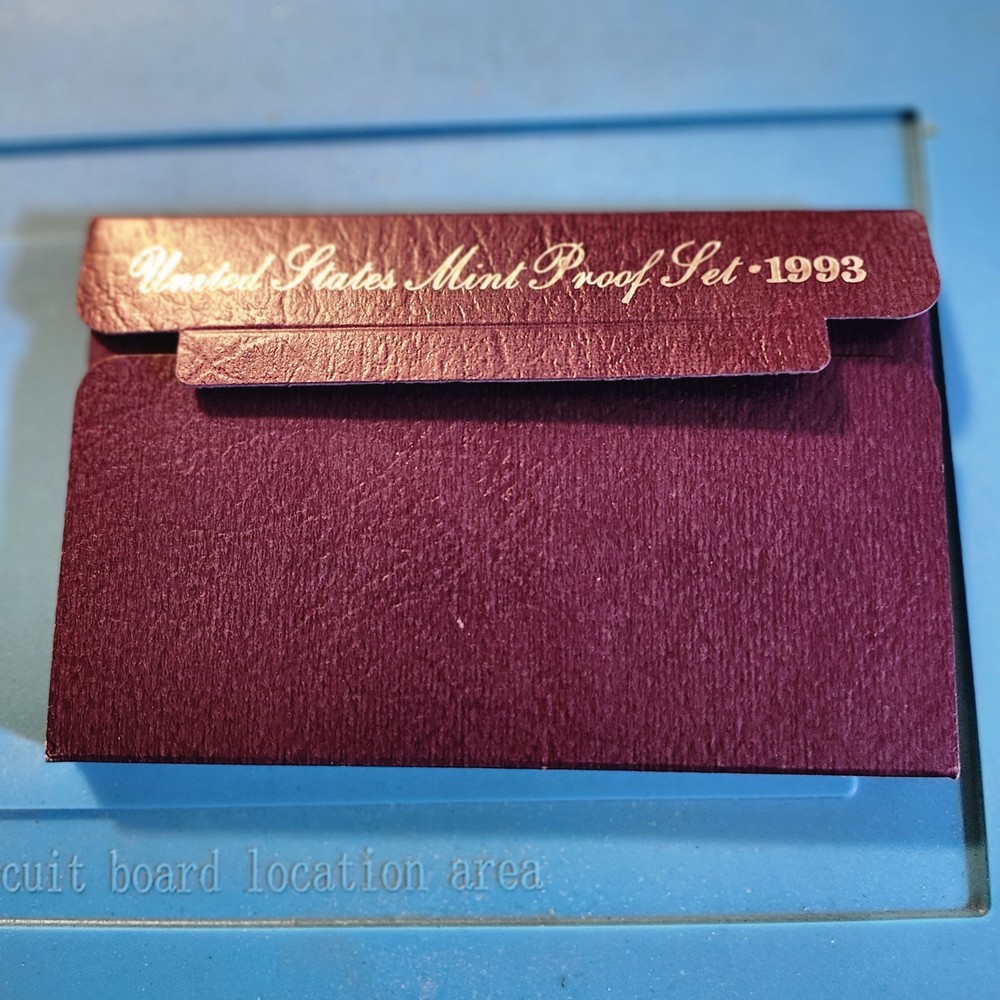 United States Mint Proof Set · 1993
cuit board location area